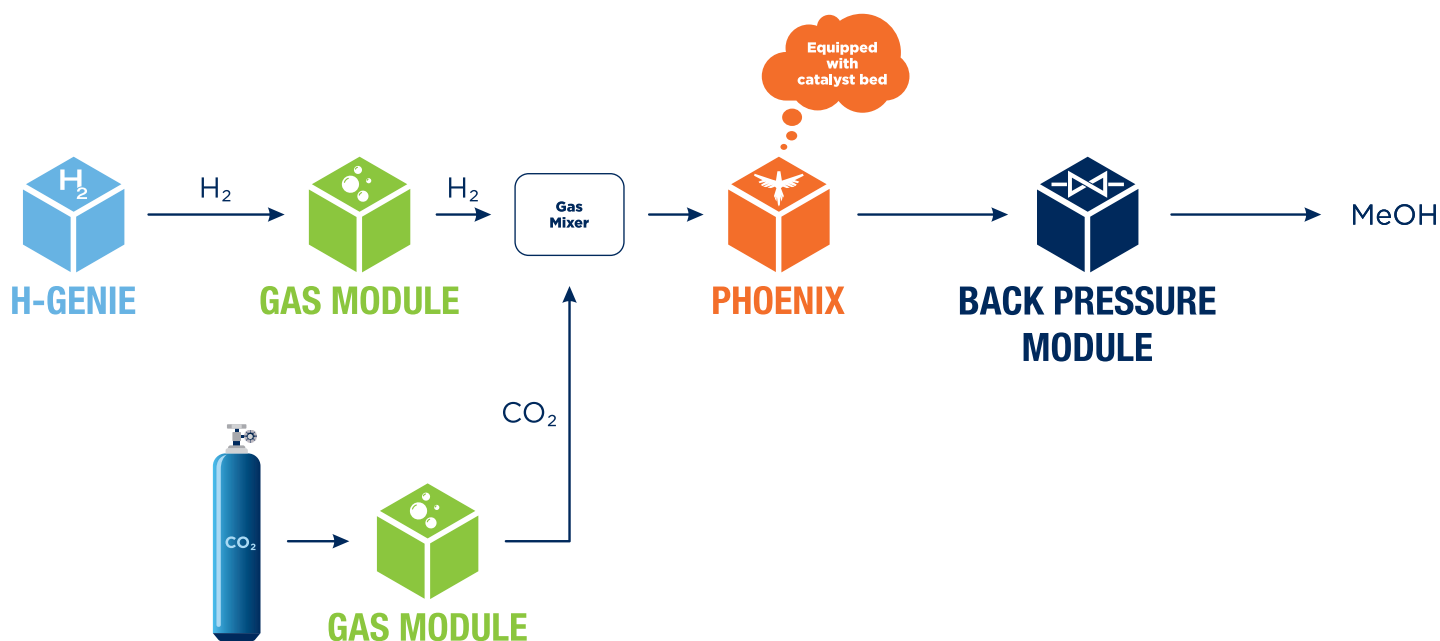 Equipped
with
catalyst bed
H₂
H₂
H₂
Gas
Mixer
MeOH
H-GENIE
GAS MODULE
PHOENIX
BACK PRESSURE
MODULE
CO₂
CO₂
GAS MODULE